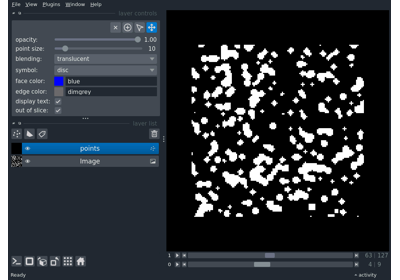 File View Plugins Window Help
layer controls
opacity: 1.00
point size: 10
blending: translucent
symbol: disc
face color: blue
edge color: dimgrey
display text:
out of slice:
layer list
points
Image
1 63 127
0 4 9
Ready
activity